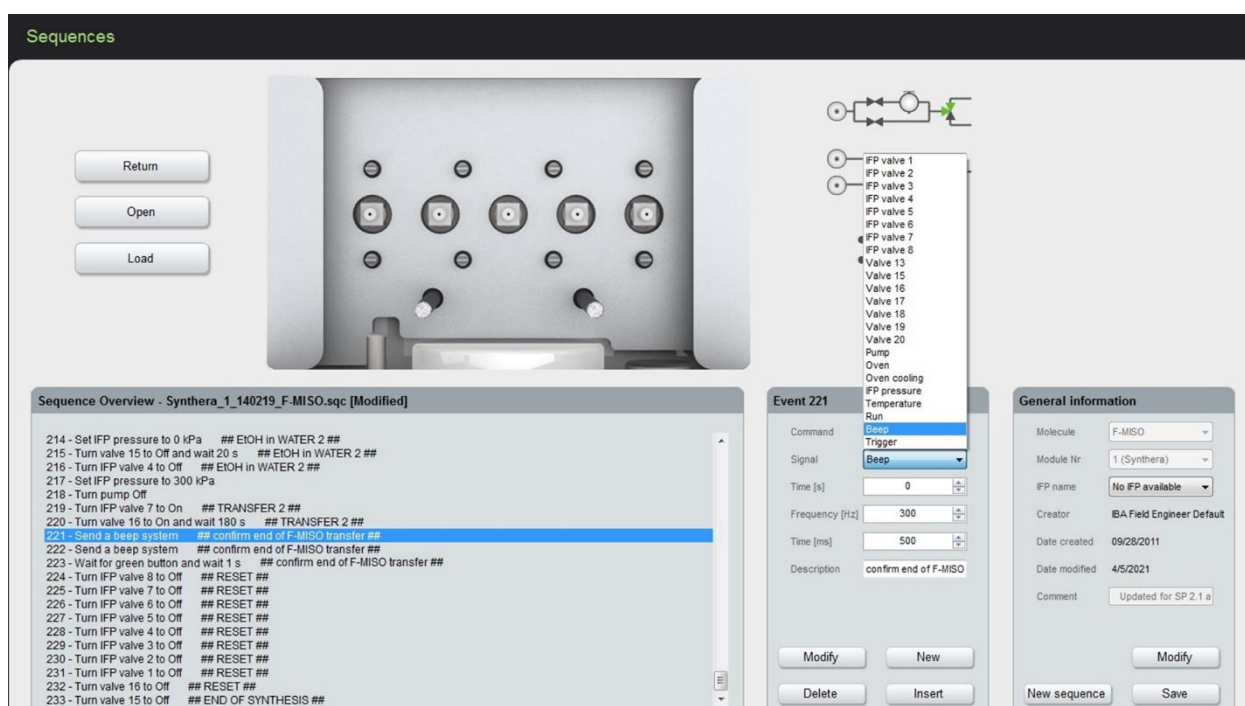 Sequences
Return
Open
Load
IFP valve 1
IFP valve 2
IFP valve 3
IFP valve 4
IFP valve 5
IFP valve 6
IFP valve 7
IFP valve 8
Valve 13
Valve 15
Valve 16
Valve 17
Valve 18
Valve 19
Valve 20
Pump
Oven
Oven cooling
IFP pressure
Temperature
Run
Beep
Trigger
Sequence Overview - Synthera_1_140219_F-MISO.sqc [Modified]
214 - Set IFP pressure to 0 kPa ## EtOH in WATER 2 ##
215 - Turn valve 15 to Off and wait 20 s ## EtOH in WATER 2 ##
216 - Turn IFP valve 4 to Off ## EtOH in WATER 2 ##
217 - Set IFP pressure to 300 kPa
218 - Turn pump Off
219 - Turn IFP valve 7 to On ## TRANSFER 2 ##
220 - Turn valve 16 to On and wait 180 s ## TRANSFER 2 ##
221 - Send a beep system ## confirm end of F-MISO transfer ##
222 - Send a beep system ## confirm end of F-MISO transfer ##
223 - Wait for green button and wait 1 s ## confirm end of F-MISO transfer ##
224 - Turn IFP valve 8 to Off ## RESET ##
225 - Turn IFP valve 7 to Off ## RESET ##
226 - Turn IFP valve 6 to Off ## RESET ##
227 - Turn IFP valve 5 to Off ## RESET ##
228 - Turn IFP valve 4 to Off ## RESET ##
229 - Turn IFP valve 3 to Off ## RESET ##
230 - Turn IFP valve 2 to Off ## RESET ##
231 - Turn IFP valve 1 to Off ## RESET ##
232 - Turn valve 16 to Off ## RESET ##
233 - Turn valve 15 to Off ## END OF SYNTHESIS ##
Event 221
Command
Signal Beep
Time [s] 0
Frequency [Hz] 300
Time [ms] 500
Description confirm end of F-MISO
Modify New
Delete Insert
General information
Molecule F-MISO
Module Nr 1 (Synthera)
IFP name No IFP available
Creator IBA Field Engineer Default
Date created 09/28/2011
Date modified 4/5/2021
Comment Updated for SP 2.1 a
Modify
New sequence Save